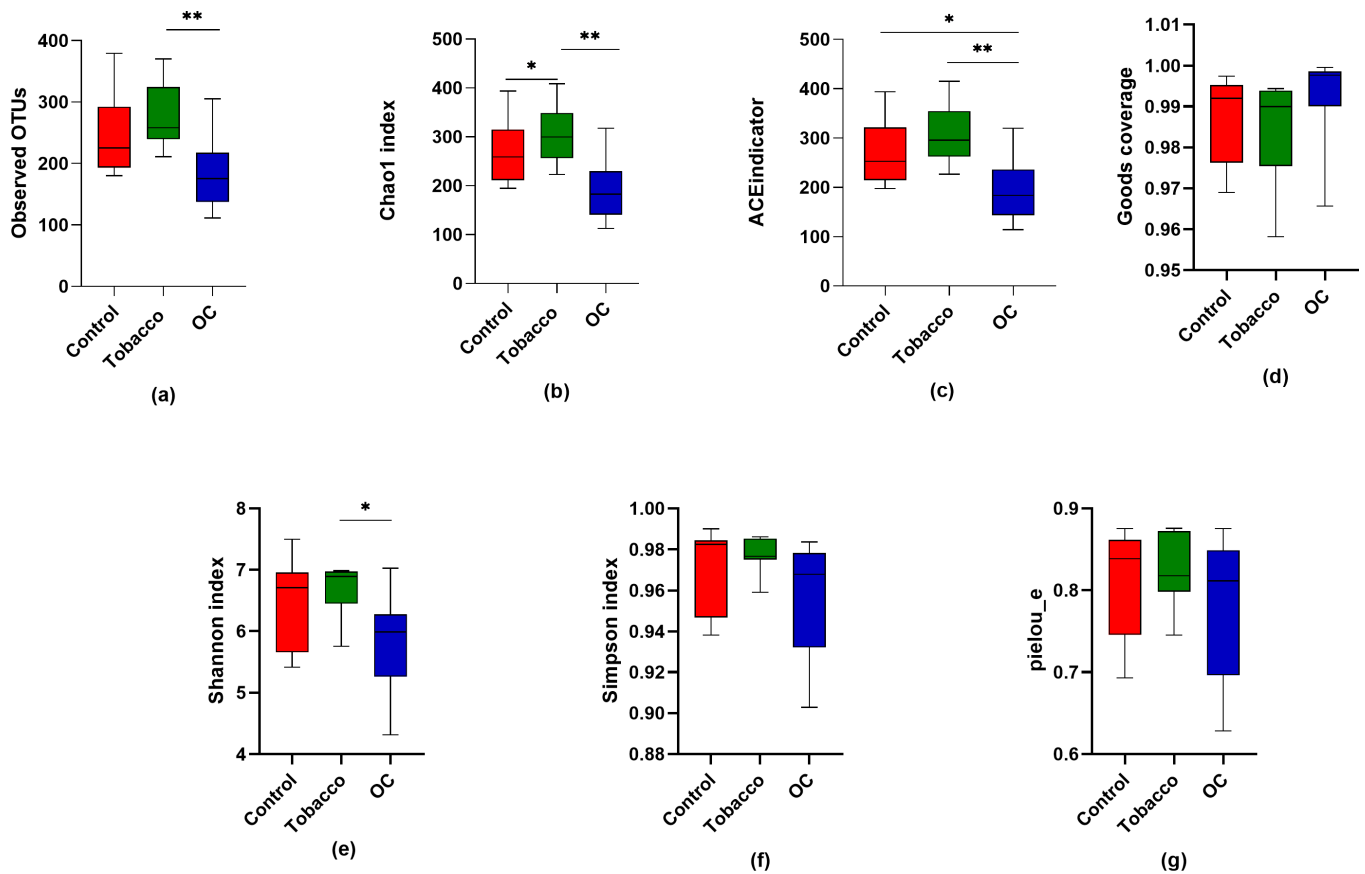 **
400
300
200
100
0
Observed OTUs
Control
Tobacco
OC
(a)
*
**
500
400
300
200
100
0
Chao1 index
Control
Tobacco
OC
(b)
*
**
500
400
300
200
100
0
ACEindicator
Control
Tobacco
OC
(c)
1.01
1.00
0.99
0.98
0.97
0.96
0.95
Goods coverage
Control
Tobacco
OC
(d)
*
8
7
6
5
4
Shannon index
Control
Tobacco
OC
(e)
1.00
0.98
0.96
0.94
0.92
0.90
0.88
Simpson index
Control
Tobacco
OC
(f)
0.9
0.8
0.7
0.6
pielou_e
Control
Tobacco
OC
(g)